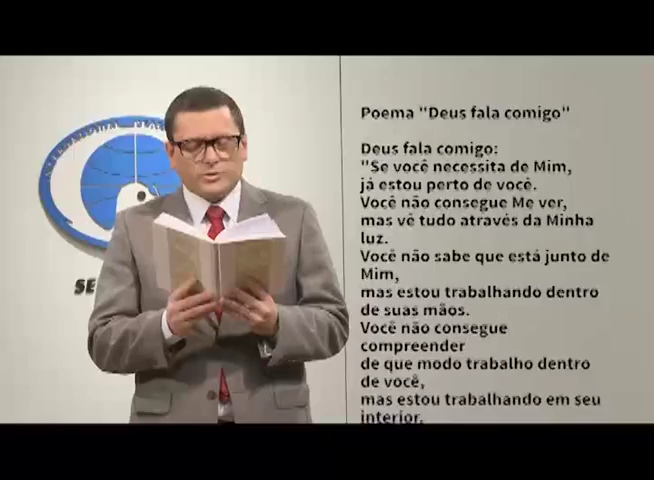 INTERNATIONAL PEAC
SE
Poema "Deus fala comigo"
Deus fala comigo:
"Se você necessita de Mim,
já estou perto de você.
Você não consegue Me ver,
mas vê tudo através da Minha
luz.
Você não sabe que está junto de
Mim,
mas estou trabalhando dentro
de suas mãos.
Você não consegue
compreender
de que modo trabalho dentro
de você,
mas estou trabalhando em seu
interior.